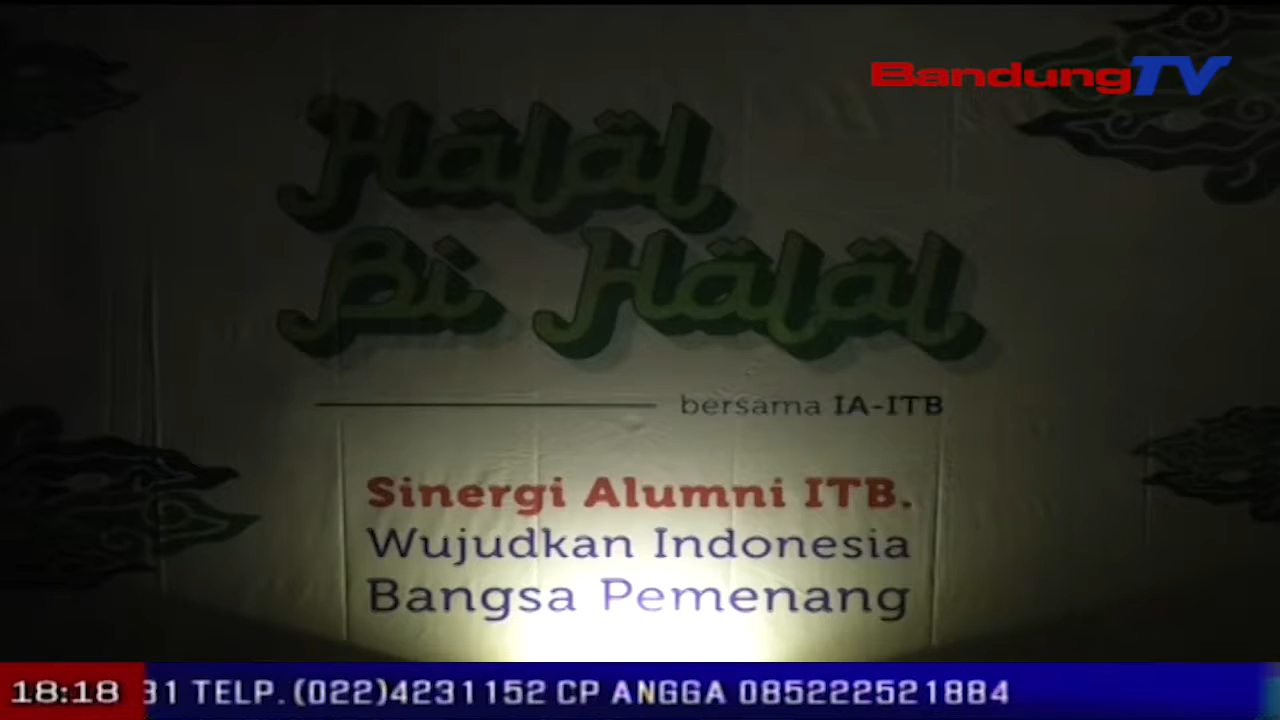 BandungTV
Halal
Bi Halal
bersama IA-ITB
Sinergi Alumni ITB.
Wujudkan Indonesia
Bangsa Pemenang
18:18 31 TELP. (022)4231152 CP ANGGA 085222521884